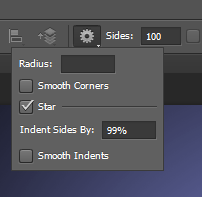 Sides: 100
Radius:
Smooth Corners
Star
Indent Sides By: 99%
Smooth Indents